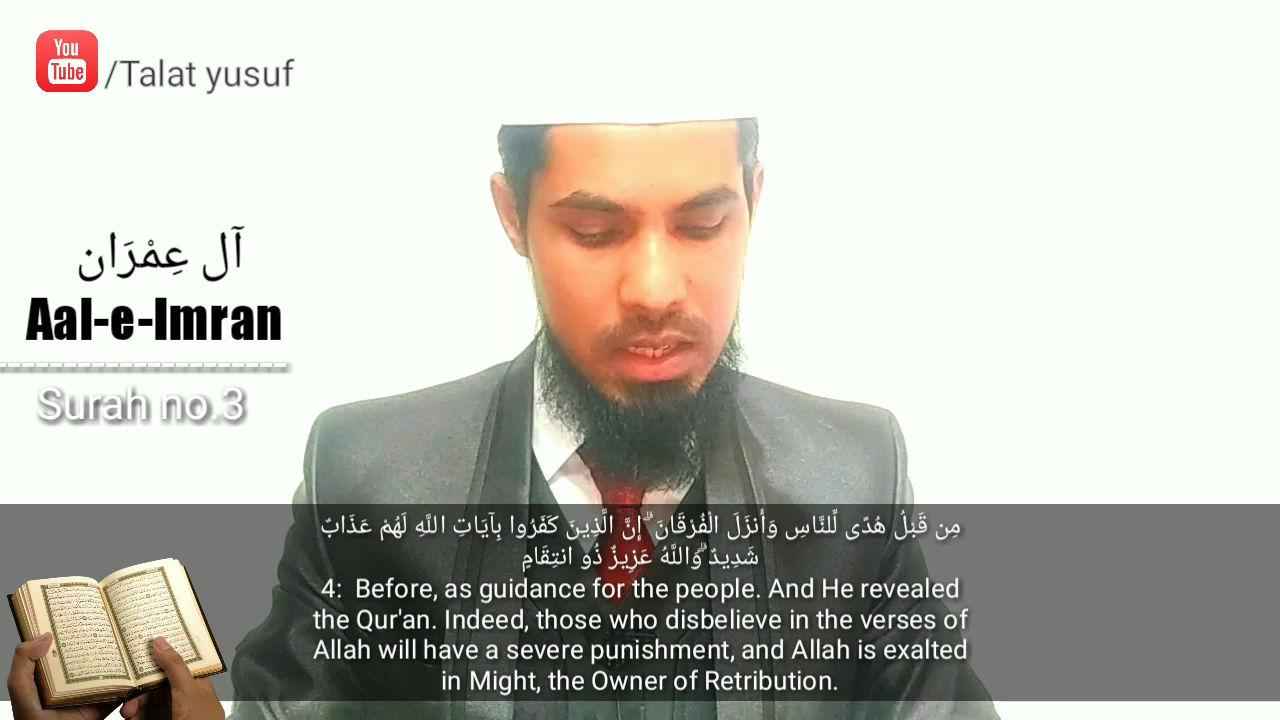 You
Tube
/Talat yusuf
آل عِمْرَان
Aal-e-Imran
Surah no.3
مِن قَبْلُ هُدًى لِّلنَّاسِ وَأَنزَلَ الْفُرْقَانَ ۗ إِنَّ الَّذِينَ كَفَرُوا بِآيَاتِ اللَّهِ لَهُمْ عَذَابٌ
شَدِيدٌ ۗ وَاللَّهُ عَزِيزٌ ذُو انتِقَامٍ
4: Before, as guidance for the people. And He revealed
the Qur'an. Indeed, those who disbelieve in the verses of
Allah will have a severe punishment, and Allah is exalted
in Might, the Owner of Retribution.